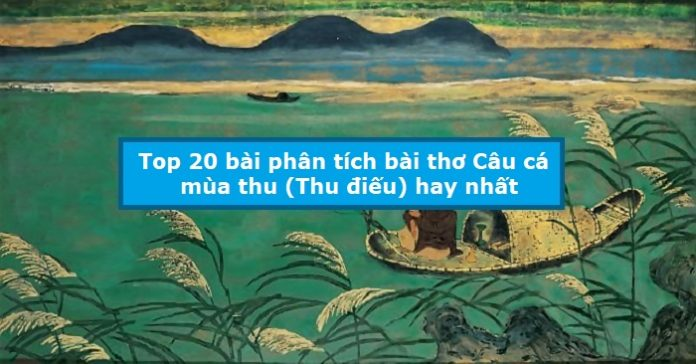 Top 20 bài phân tích bài thơ Câu cá
mùa thu (Thu điếu) hay nhất